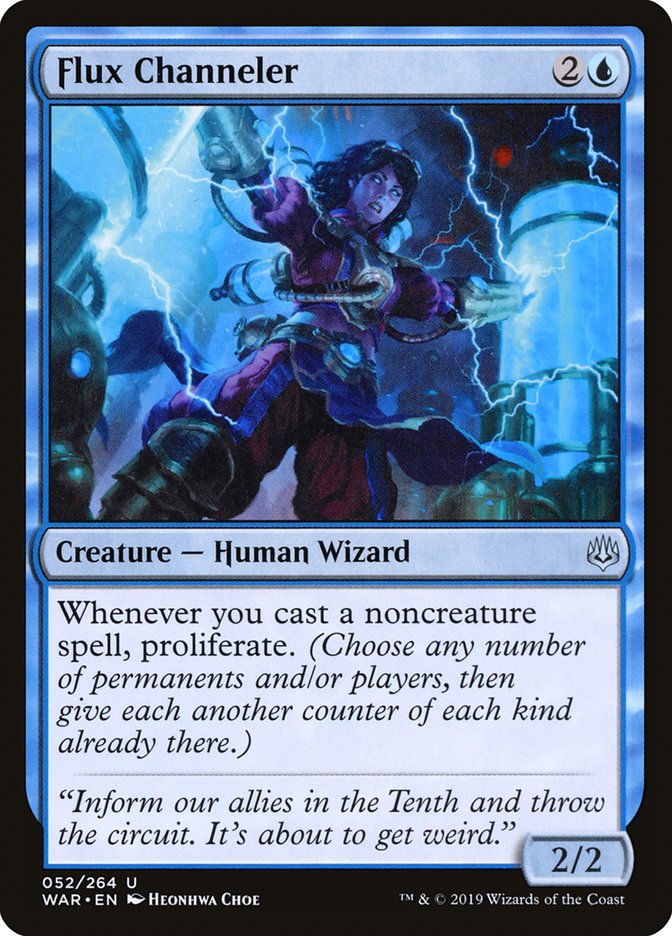 Flux Channeler 2
Creature — Human Wizard
Whenever you cast a noncreature
spell, proliferate. (Choose any number
of permanents and/or players, then
give each another counter of each kind
already there.)
“Inform our allies in the Tenth and throw
the circuit. It’s about to get weird.”
2/2
052/264 U
WAR • EN Heonhwa Choe
™ & © 2019 Wizards of the Coast